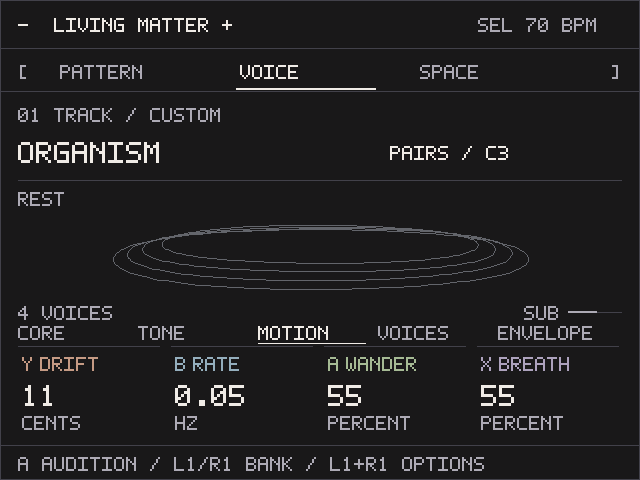 - LIVING MATTER + SEL 70 BPM
[ PATTERN VOICE SPACE ]
01 TRACK / CUSTOM
ORGANISM PAIRS / C3
REST
4 VOICES SUB
CORE TONE MOTION VOICES ENVELOPE
Y DRIFT B RATE A WANDER X BREATH
11 0.05 55 55
CENTS HZ PERCENT PERCENT
A AUDITION / L1/R1 BANK / L1+R1 OPTIONS